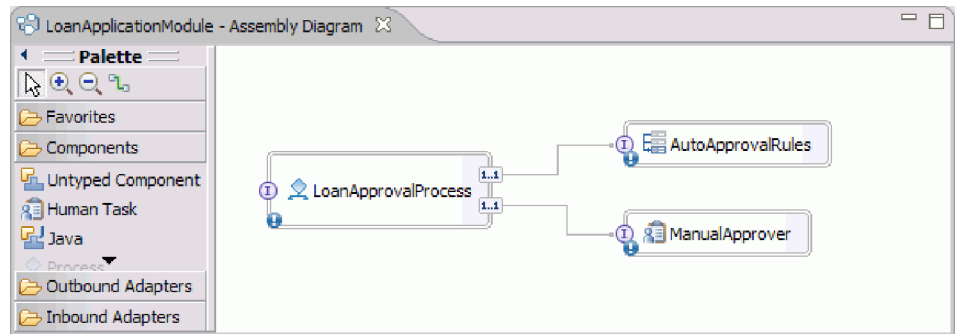 LoanApplicationModule - Assembly Diagram
Palette
Favorites
Components
Untyped Component
Human Task
Java
Process
Outbound Adapters
Inbound Adapters
I LoanApprovalProcess
1..1
1..1
I AutoApprovalRules
I ManualApprover